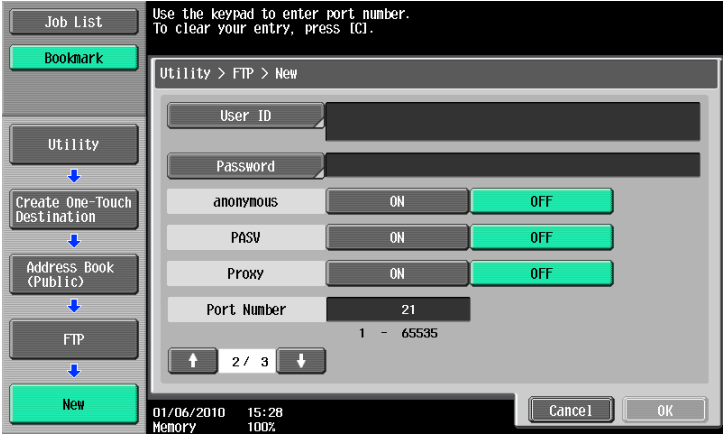 Job List
Bookmark
Utility
Create One-Touch
Destination
Address Book
(Public)
FTP
New
Use the keypad to enter port number.
To clear your entry, press [C].
Utility > FTP > New
User ID
Password
anonymous ON OFF
PASV ON OFF
Proxy ON OFF
Port Number 21
1 - 65535
2/ 3
Cancel OK
01/06/2010 15:28
Memory 100%